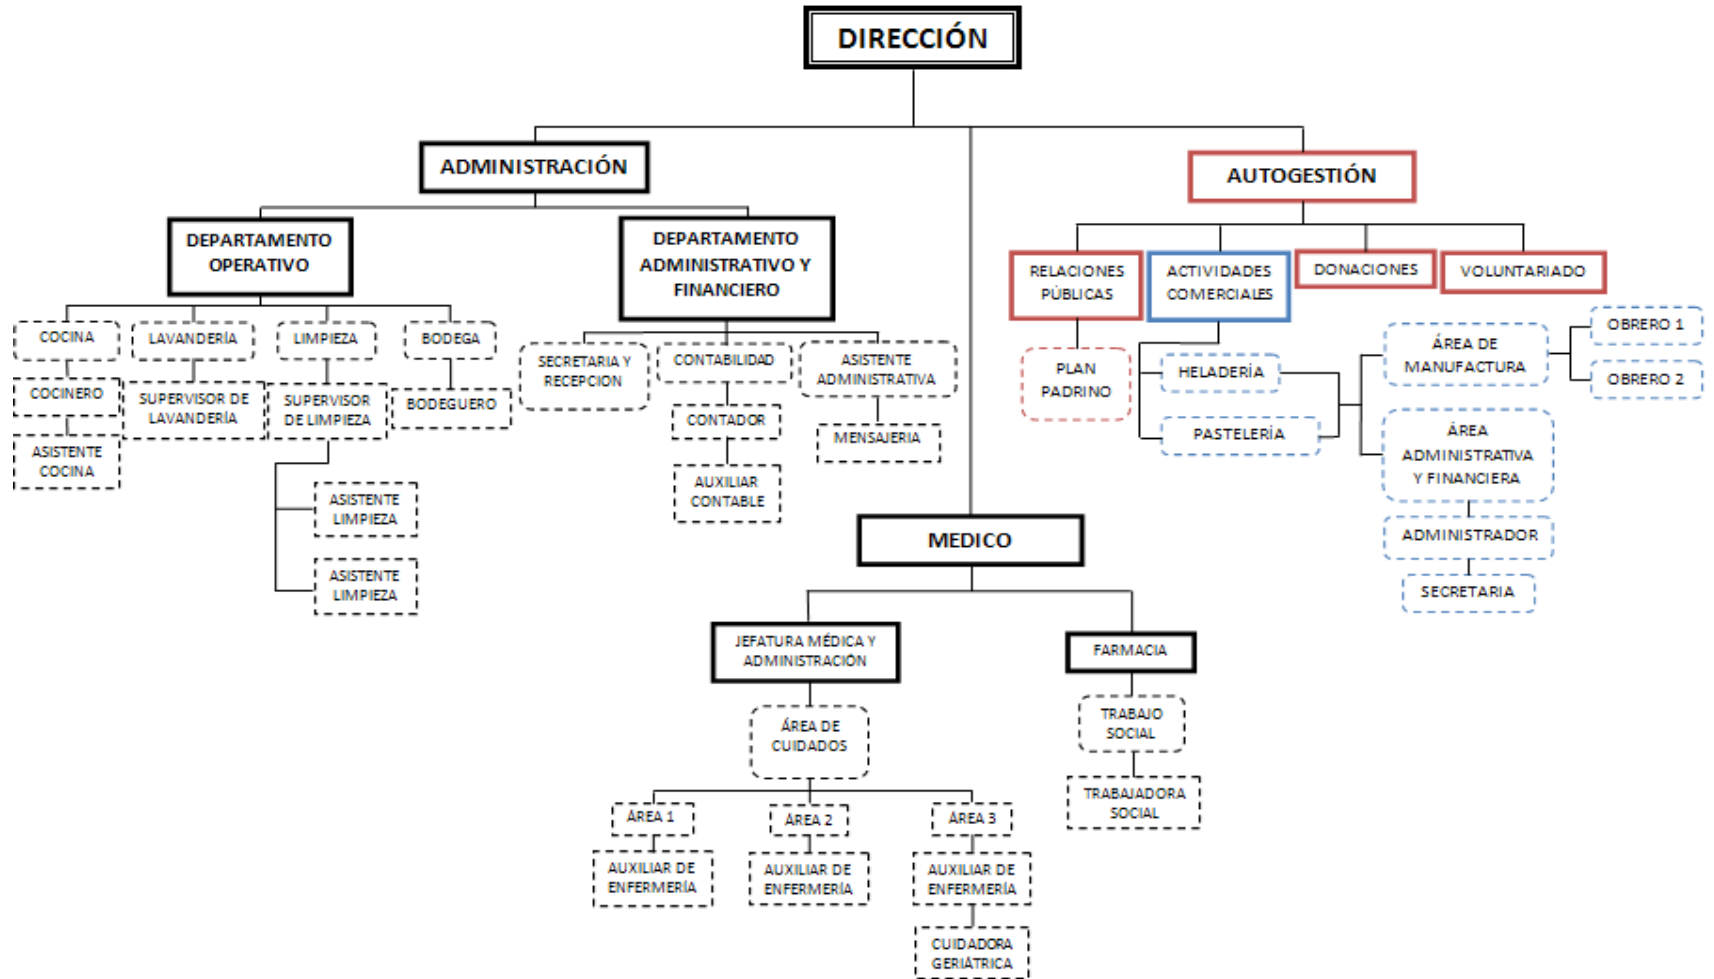 DIRECCIÓN
ADMINISTRACIÓN
AUTOGESTIÓN
DEPARTAMENTO
OPERATIVO
DEPARTAMENTO
ADMINISTRATIVO Y
FINANCIERO
RELACIONES
PÚBLICAS
ACTIVIDADES
COMERCIALES
DONACIONES
VOLUNTARIADO
COCINA
LAVANDERÍA
LIMPIEZA
BODEGA
SECRETARIA Y
RECEPCION
CONTABILIDAD
ASISTENTE
ADMINISTRATIVA
PLAN
PADRINO
HELADERÍA
PASTELERÍA
ÁREA DE
MANUFACTURA
OBRERO 1
OBRERO 2
COCINERO
SUPERVISOR DE
LAVANDERÍA
SUPERVISOR
DE LIMPIEZA
BODEGUERO
CONTADOR
MENSAJERIA
ASISTENTE
COCINA
AUXILIAR
CONTABLE
ÁREA
ADMINISTRATIVA
Y FINANCIERA
ASISTENTE
LIMPIEZA
ASISTENTE
LIMPIEZA
ADMINISTRADOR
SECRETARIA
MEDICO
JEFATURA MÉDICA Y
ADMINISTRACIÓN
FARMACIA
ÁREA DE
CUIDADOS
TRABAJO
SOCIAL
TRABAJADORA
SOCIAL
ÁREA 1
ÁREA 2
ÁREA 3
AUXILIAR DE
ENFERMERÍA
AUXILIAR DE
ENFERMERÍA
AUXILIAR DE
ENFERMERÍA
CUIDADORA
GERIÁTRICA